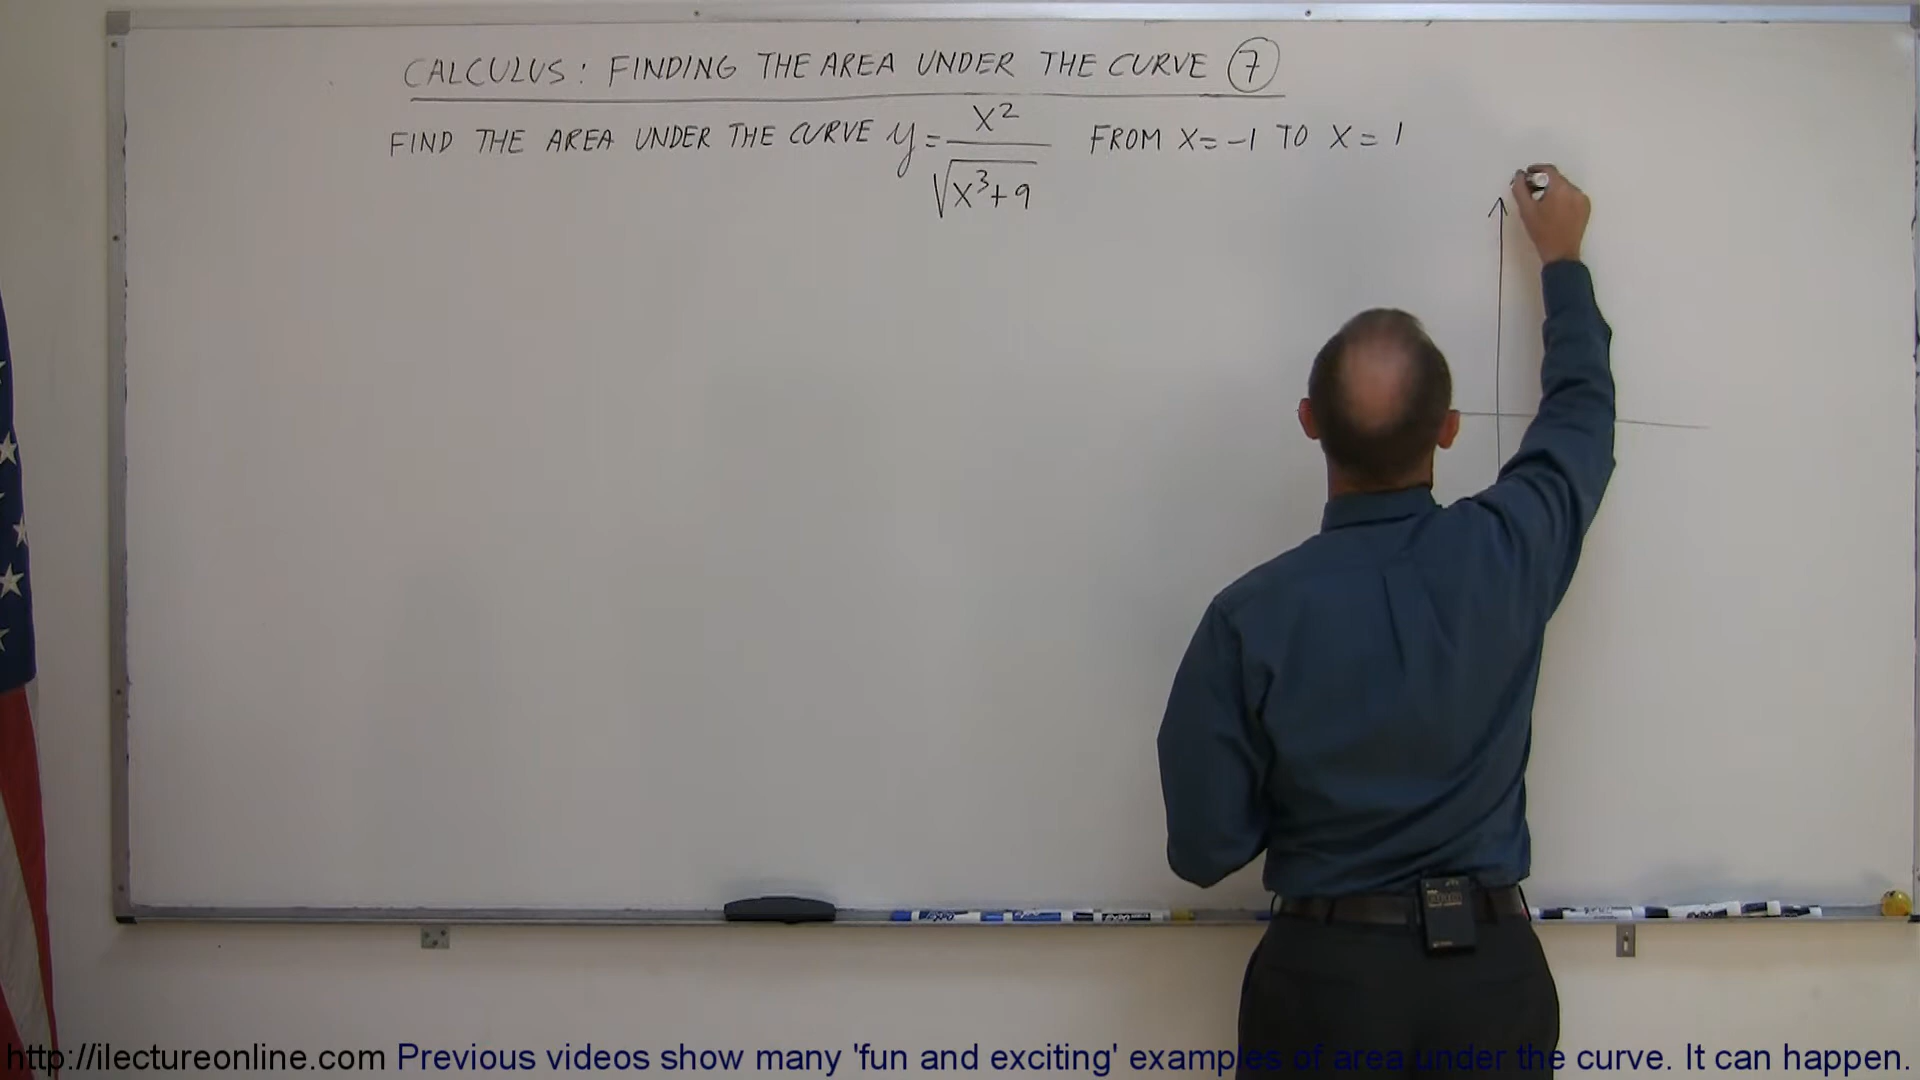 CALCULUS: FINDING THE AREA UNDER THE CURVE 7
FIND THE AREA UNDER THE CURVE y = x²/√(x³+9) FROM X = -1 TO X = 1
http://ilectureonline.com Previous videos show many 'fun and exciting' examples of area under the curve. It can happen.